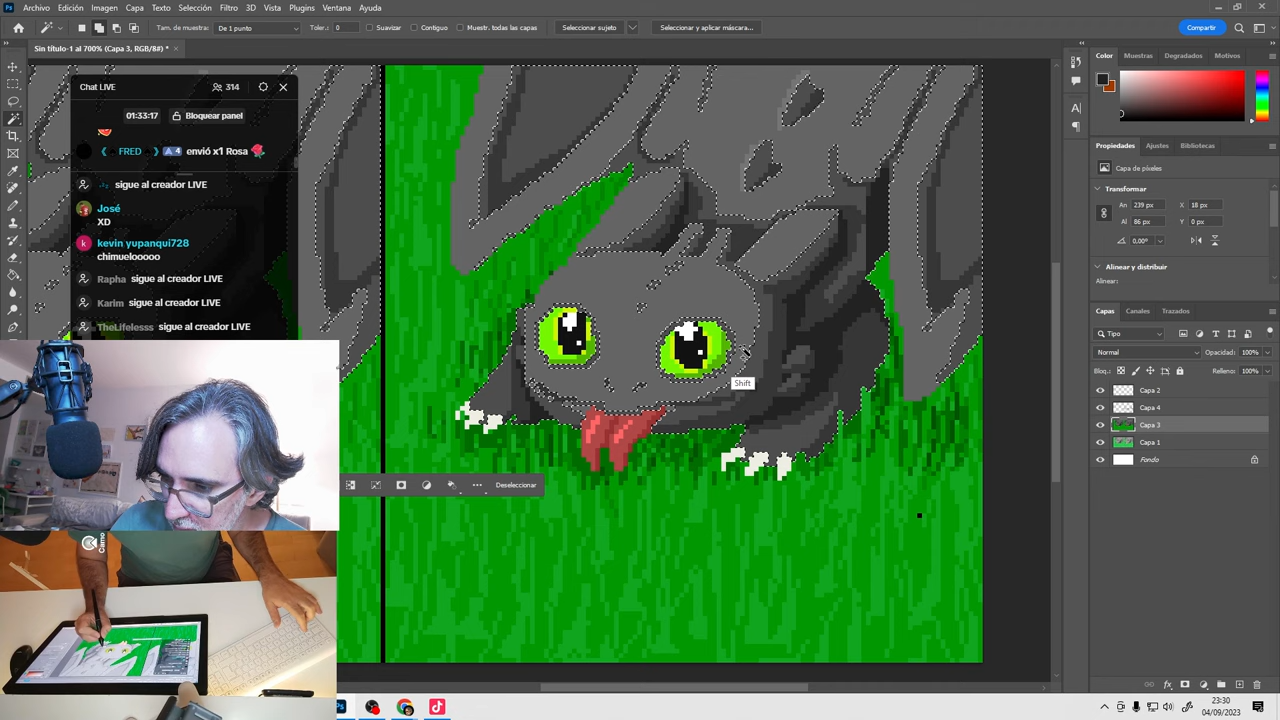 Ps Archivo Edición Imagen Capa Texto Selección Filtro 3D Vista Plugins Ventana Ayuda
Tam. de muestra: De 1 punto Toler.: 0 Suavizar Contiguo Muestr. todas las capas Seleccionar sujeto Seleccionar y aplicar máscara... Compartir
Sin título-1 al 700% (Capa 3, RGB/8#) *
Chat LIVE 314
01:33:17 Bloquear panel
FRED A 4 envió x1 Rosa
sigue al creador LIVE
José
XD
k kevin yupanqui728
chimuelooooo
Rapha sigue al creador LIVE
Karim sigue al creador LIVE
TheLifelesss sigue al creador LIVE
Shift
Deseleccionar
Camo
Color Muestras Degradados Motivos
Propiedades Ajustes Bibliotecas
Capa de píxeles
Transformar
An 239 px X 18 px
Al 86 px Y 0 px
0,00°
Alinear y distribuir
Alinear:
Capas Canales Trazados
Tipo
Normal Opacidad: 100%
Bloq.: Relleno: 100%
Capa 2
Capa 4
Capa 3
Capa 1
Fondo
Ps
23:30
04/09/2023